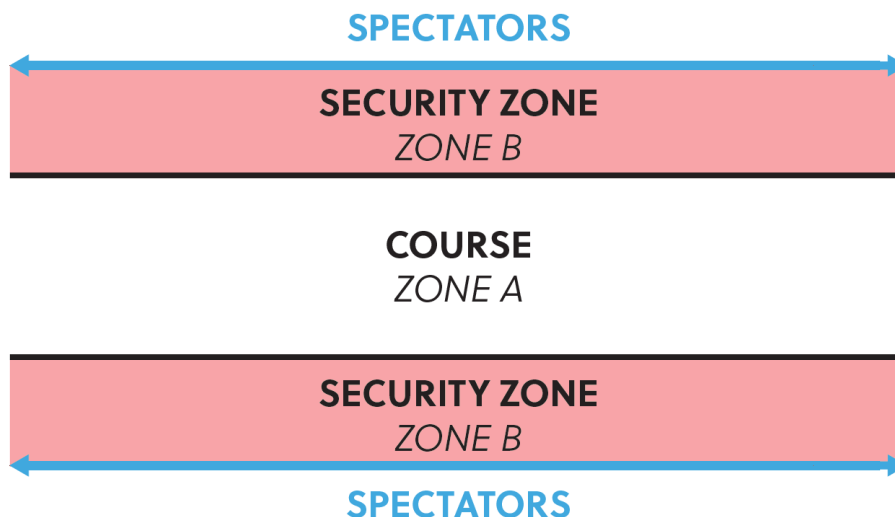 SPECTATORS
SECURITY ZONE
ZONE B
COURSE
ZONE A
SECURITY ZONE
ZONE B
SPECTATORS